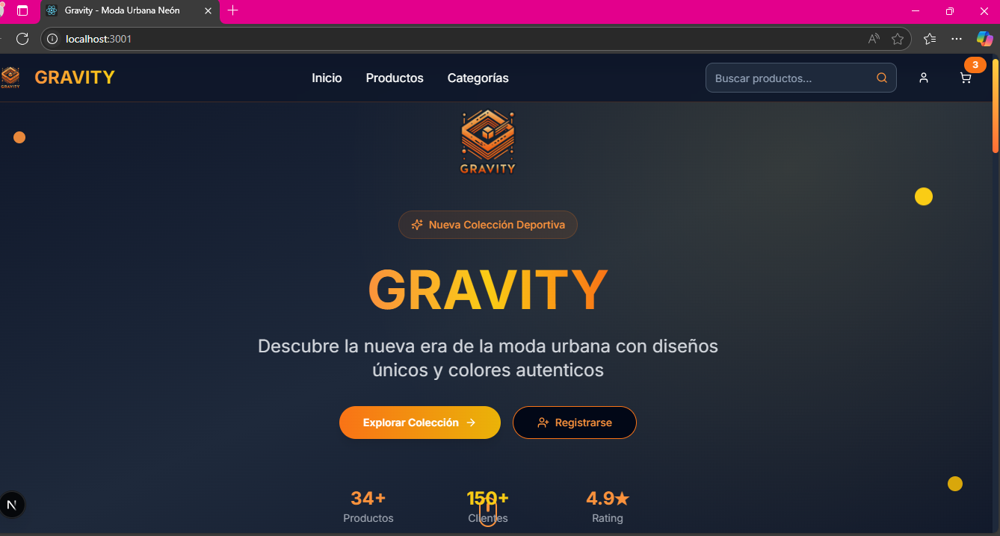 Gravity - Moda Urbana Neón
localhost:3001
GRAVITY
GRAVITY
Inicio
Productos
Categorías
Buscar productos...
3
GRAVITY
Nueva Colección Deportiva
GRAVITY
Descubre la nueva era de la moda urbana con diseños
únicos y colores autenticos
Explorar Colección →
Registrarse
34+
150+
4.9★
Productos
Clientes
Rating
N